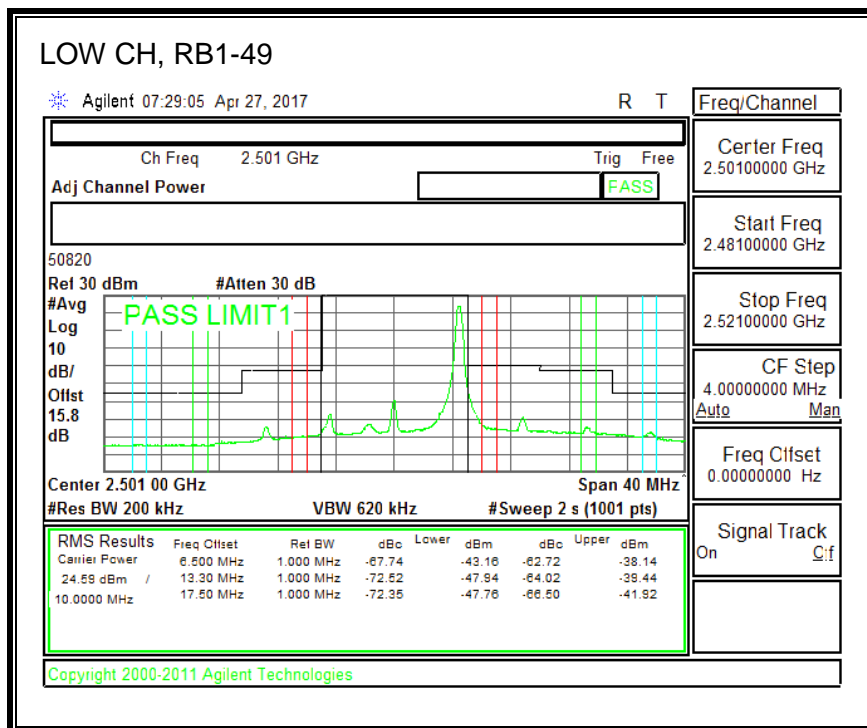 LOW CH, RB1-49
Agilent 07:29:05 Apr 27, 2017 R T
Freq/Channel
Ch Freq 2.501 GHz Trig Free
Adj Channel Power PASS
Center Freq
2.50100000 GHz
Start Freq
2.48100000 GHz
Stop Freq
2.52100000 GHz
CF Step
4.00000000 MHz
Auto Man
Freq Offset
0.00000000 Hz
Signal Track
On Off
50820
Ref 30 dBm #Atten 30 dB
#Avg
Log
10
dB/
Offst
15.8
dB
PASS LIMIT1
Center 2.501 00 GHz Span 40 MHz
#Res BW 200 kHz VBW 620 kHz #Sweep 2 s (1001 pts)
RMS Results Freq Offset Ref BW dBc Lower dBm dBc Upper dBm
Carrier Power 6.500 MHz 1.000 MHz -67.74 -43.16 -62.72 -38.14
24.59 dBm / 13.30 MHz 1.000 MHz -72.52 -47.94 -64.02 -39.44
10.0000 MHz 17.50 MHz 1.000 MHz -72.35 -47.76 -66.50 -41.92
Copyright 2000-2011 Agilent Technologies